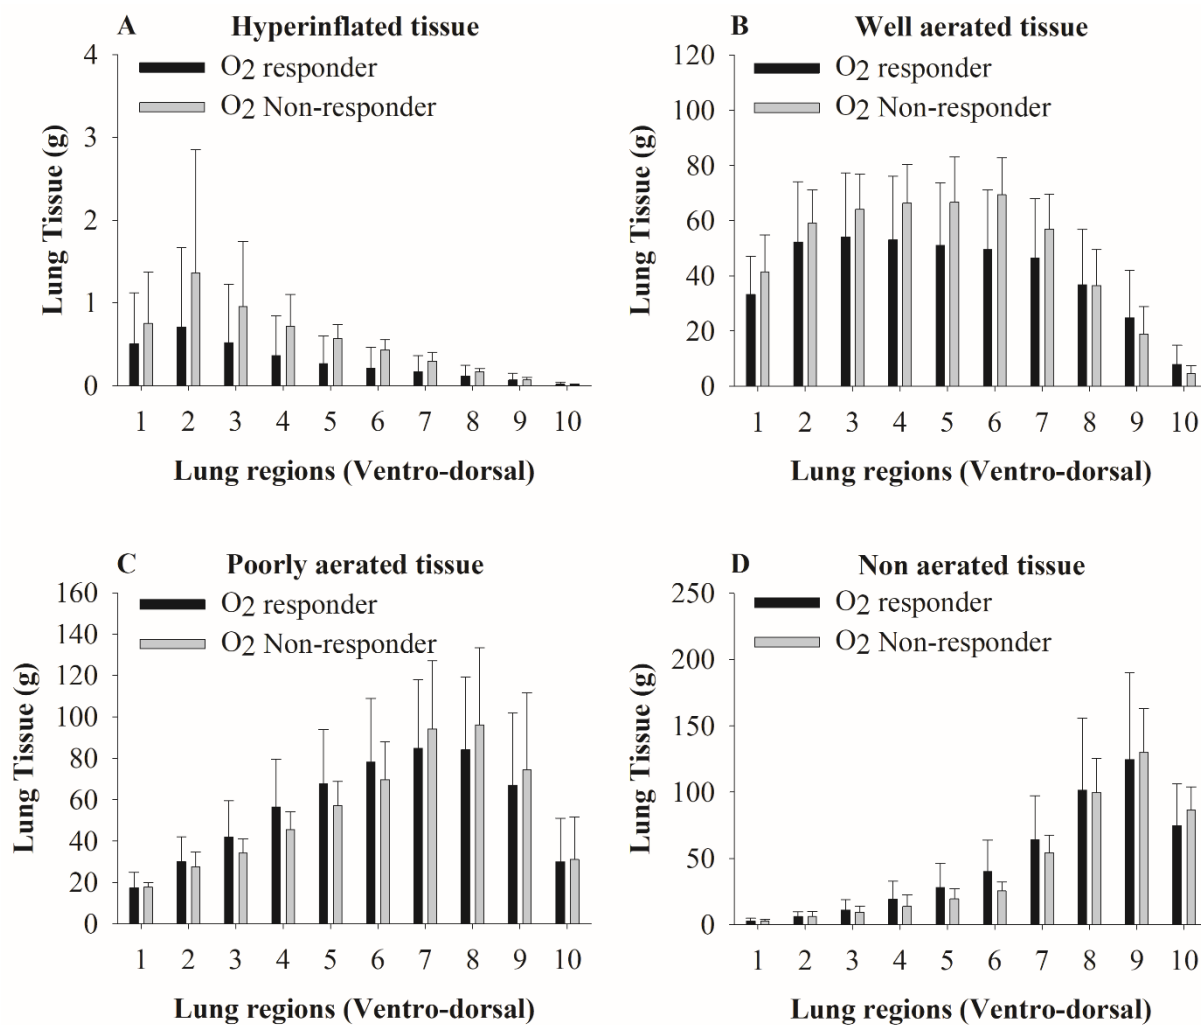 A Hyperinflated tissue
4
3
2
1
0
O2 responder
O2 Non-responder
Lung Tissue (g)
1 2 3 4 5 6 7 8 9 10
Lung regions (Ventro-dorsal)
B Well aerated tissue
120
100
80
60
40
20
0
O2 responder
O2 Non-responder
Lung Tissue (g)
1 2 3 4 5 6 7 8 9 10
Lung regions (Ventro-dorsal)
C Poorly aerated tissue
160
140
120
100
80
60
40
20
0
O2 responder
O2 Non-responder
Lung Tissue (g)
1 2 3 4 5 6 7 8 9 10
Lung regions (Ventro-dorsal)
D Non aerated tissue
250
200
150
100
50
0
O2 responder
O2 Non-responder
Lung Tissue (g)
1 2 3 4 5 6 7 8 9 10
Lung regions (Ventro-dorsal)